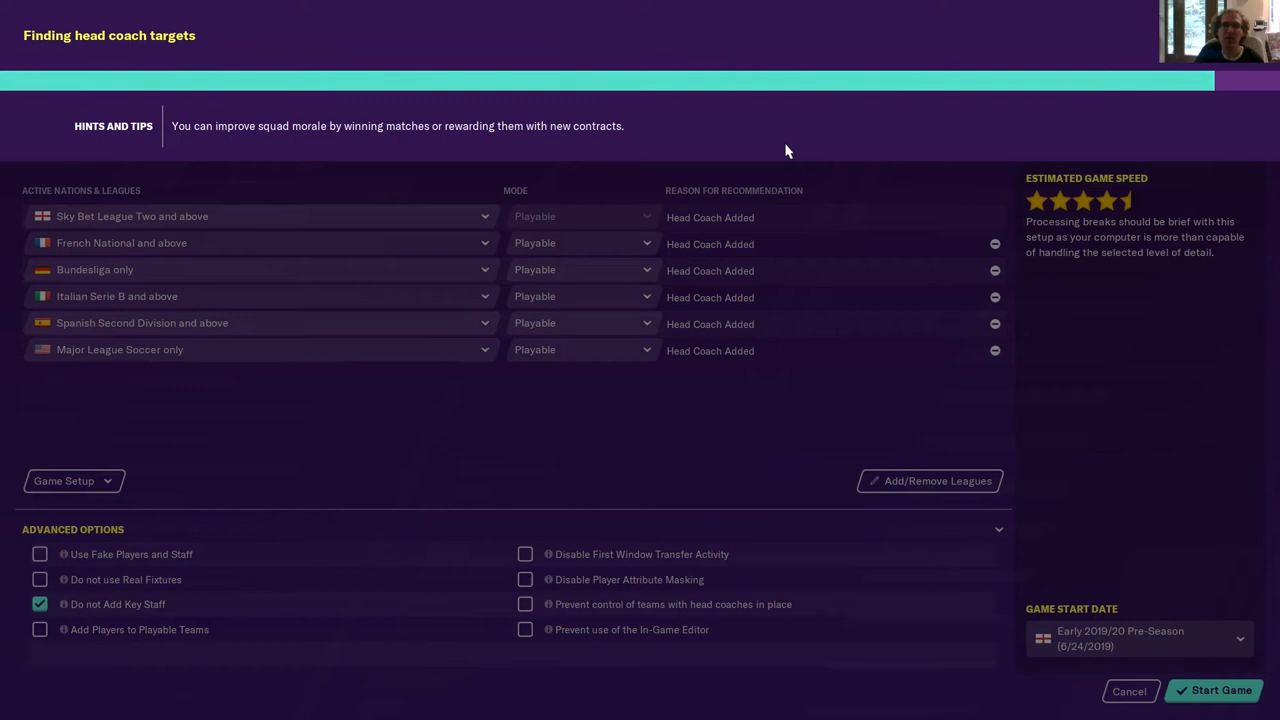 Finding head coach targets
HINTS AND TIPS
You can improve squad morale by winning matches or rewarding them with new contracts.
ACTIVE NATIONS & LEAGUES MODE REASON FOR RECOMMENDATION
Sky Bet League Two and above Playable Head Coach Added
French National and above Playable Head Coach Added
Bundesliga only Playable Head Coach Added
Italian Serie B and above Playable Head Coach Added
Spanish Second Division and above Playable Head Coach Added
Major League Soccer only Playable Head Coach Added
ESTIMATED GAME SPEED
Processing breaks should be brief with this
setup as your computer is more than capable
of handling the selected level of detail.
Game Setup
Add/Remove Leagues
ADVANCED OPTIONS
Use Fake Players and Staff
Do not use Real Fixtures
Do not Add Key Staff
Add Players to Playable Teams
Disable First Window Transfer Activity
Disable Player Attribute Masking
Prevent control of teams with head coaches in place
Prevent use of the In-Game Editor
GAME START DATE
Early 2019/20 Pre-Season
(6/24/2019)
Cancel
Start Game